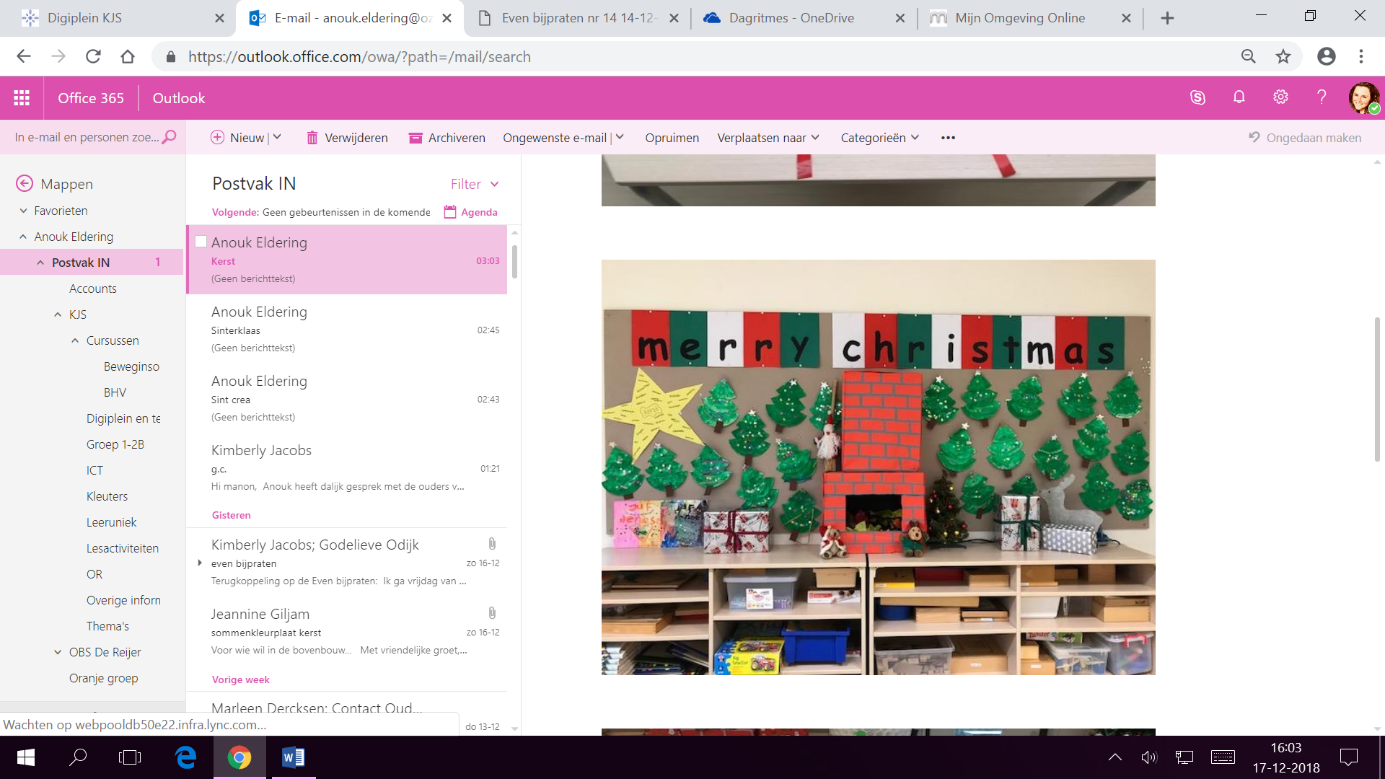 Digiplein KJS
E-mail - anouk.eldering@oz
Even bijpraten nr 14 14-12-
Dagritmes - OneDrive
Mijn Omgeving Online
https://outlook.office.com/owa/?path=/mail/search
Office 365
Outlook
In e-mail en personen zoe...
Nieuw
Verwijderen
Archiveren
Ongewenste e-mail
Opruimen
Verplaatsen naar
Categorieën
Ongedaan maken
Mappen
Favorieten
Anouk Eldering
Postvak IN 1
Accounts
KJS
Cursussen
Beweginso
BHV
Digiplein en te
Groep 1-2B
ICT
Kleuters
Leeruniek
Lesactiviteiten
OR
Overige inforr
Thema's
OBS De Reijer
Oranje groep
Postvak IN
Filter
Volgende: Geen gebeurtenissen in de komende
Agenda
Anouk Eldering
Kerst 03:03
(Geen berichttekst)
Anouk Eldering
Sinterklaas 02:45
(Geen berichttekst)
Anouk Eldering
Sint crea 02:43
(Geen berichttekst)
Kimberly Jacobs
g.c. 01:21
Hi manon, Anouk heeft dalijk gesprek met de ouders v...
Gisteren
Kimberly Jacobs; Godelieve Odijk
even bijpraten zo 16-12
Terugkoppeling op de Even bijpraten: Ik ga vrijdag van ...
Jeannine Giljam
sommenkleurplaat kerst zo 16-12
Voor wie wil in de bovenbouw... Met vriendelijke groet,...
Vorige week
Marleen Dercksen; Contact Oud...
do 13-12
merry christmas
Wachten op webpooldb50e22.infra.lync.com...
16:03
17-12-2018